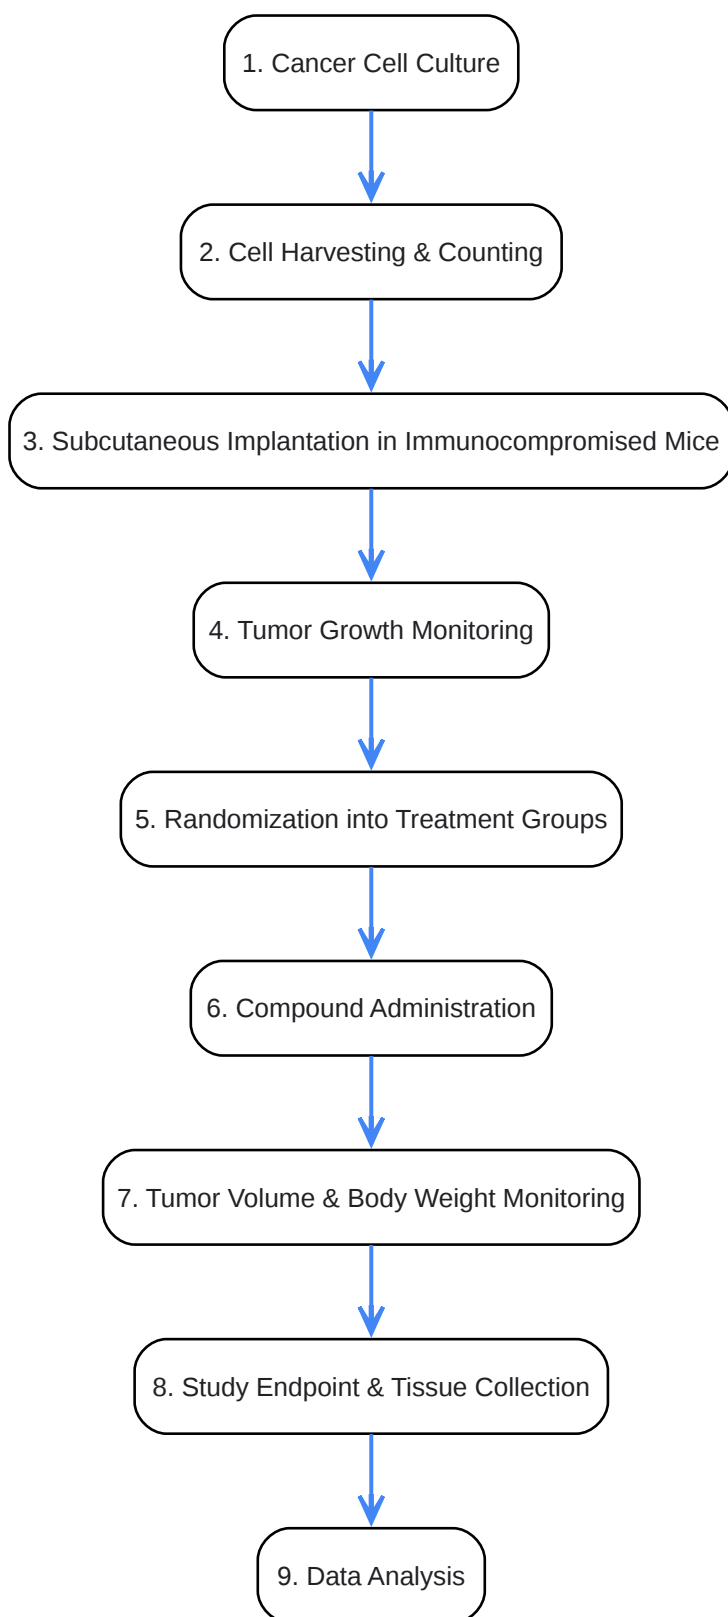 1. Cancer Cell Culture
2. Cell Harvesting & Counting
3. Subcutaneous Implantation in Immunocompromised Mice
4. Tumor Growth Monitoring
5. Randomization into Treatment Groups
6. Compound Administration
7. Tumor Volume & Body Weight Monitoring
8. Study Endpoint & Tissue Collection
9. Data Analysis